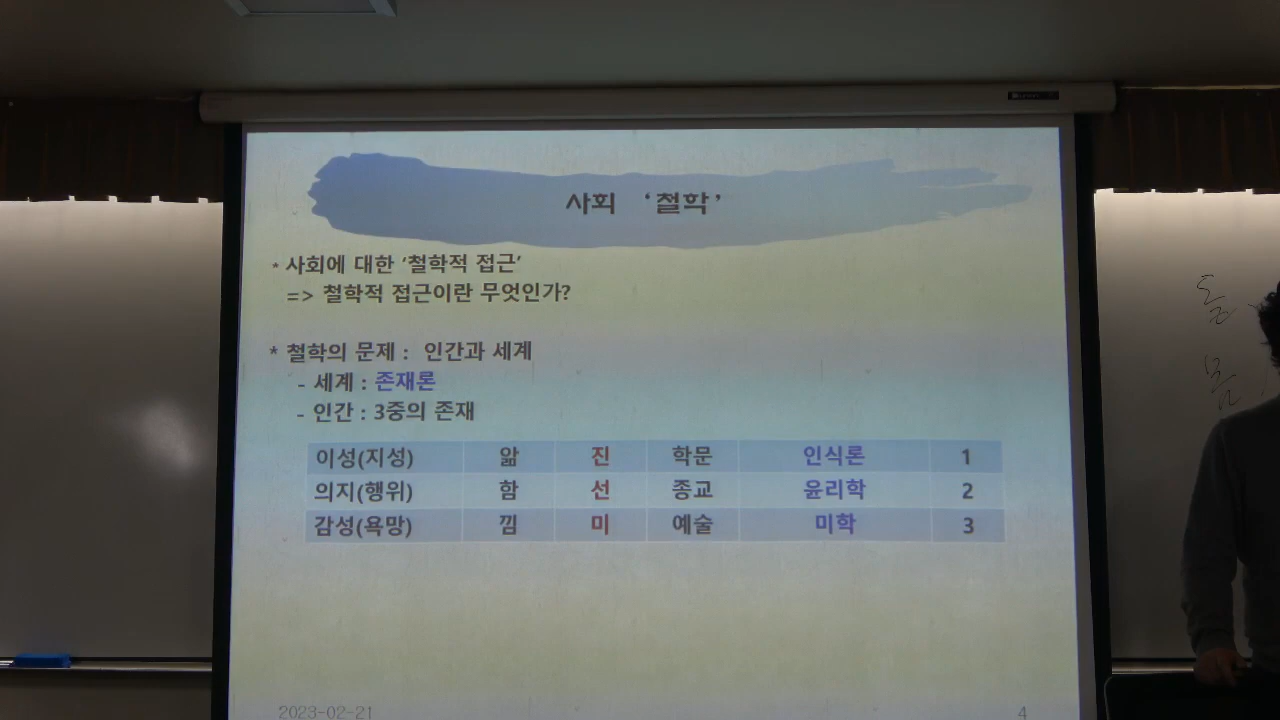 사회 ‘철학’
* 사회에 대한 ‘철학적 접근’
=> 철학적 접근이란 무엇인가?
* 철학의 문제 : 인간과 세계
- 세계 : 존재론
- 인간 : 3중의 존재
이성(지성) 앎 진 학문 인식론 1
의지(행위) 함 선 종교 윤리학 2
감성(욕망) 낌 미 예술 미학 3
2023-02-21 4